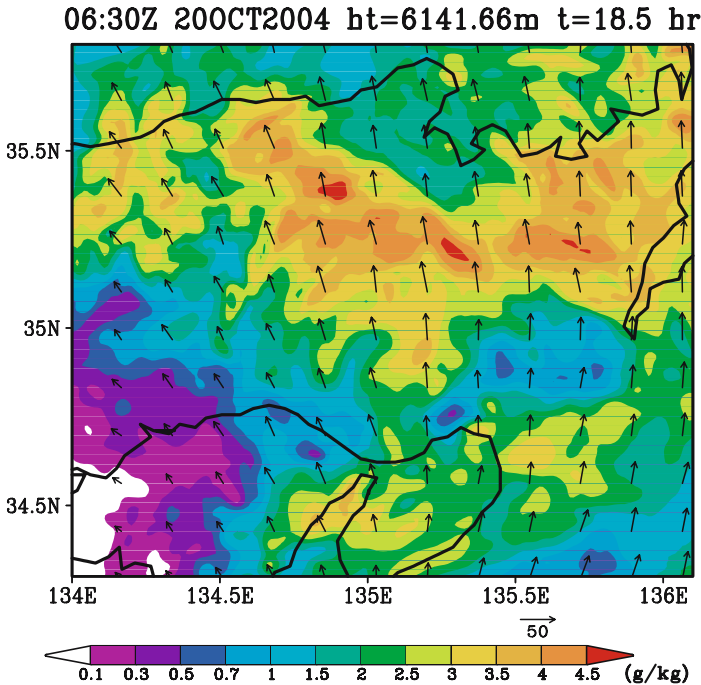 06:30Z 20OCT2004 ht=6141.66m t=18.5 hr
35.5N
35N
34.5N
134E 134.5E 135E 135.5E 136E
50
0.1 0.3 0.5 0.7 1 1.5 2 2.5 3 3.5 4 4.5 (g/kg)